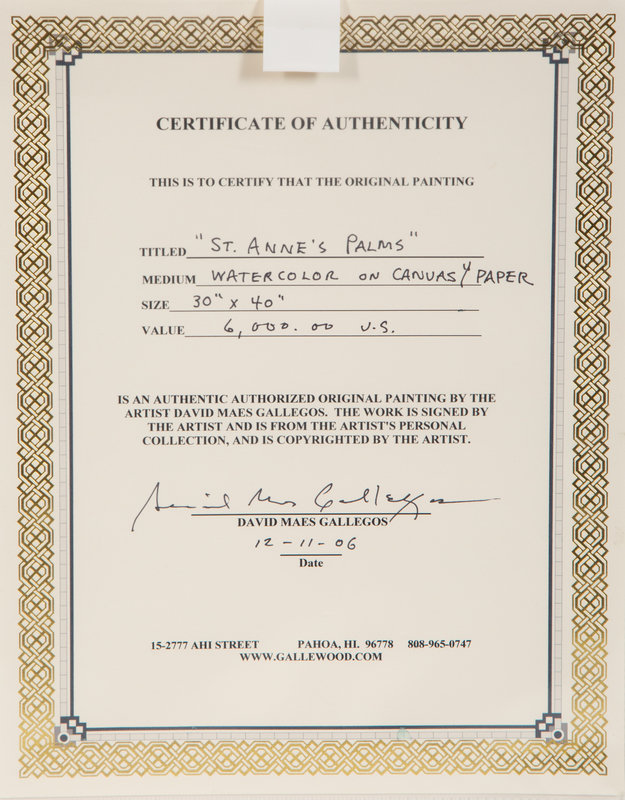 CERTIFICATE OF AUTHENTICITY
THIS IS TO CERTIFY THAT THE ORIGINAL PAINTING
TITLED "ST. ANNE'S PALMS"
MEDIUM WATERCOLOR ON CANVAS & PAPER
SIZE 30" x 40"
VALUE 6,000.00 U.S.
IS AN AUTHENTIC AUTHORIZED ORIGINAL PAINTING BY THE
ARTIST DAVID MAES GALLEGOS. THE WORK IS SIGNED BY
THE ARTIST AND IS FROM THE ARTIST'S PERSONAL
COLLECTION, AND IS COPYRIGHTED BY THE ARTIST.
David Maes Gallegos
DAVID MAES GALLEGOS
12-11-06
Date
15-2777 AHI STREET PAHOA, HI. 96778 808-965-0747
WWW.GALLEWOOD.COM